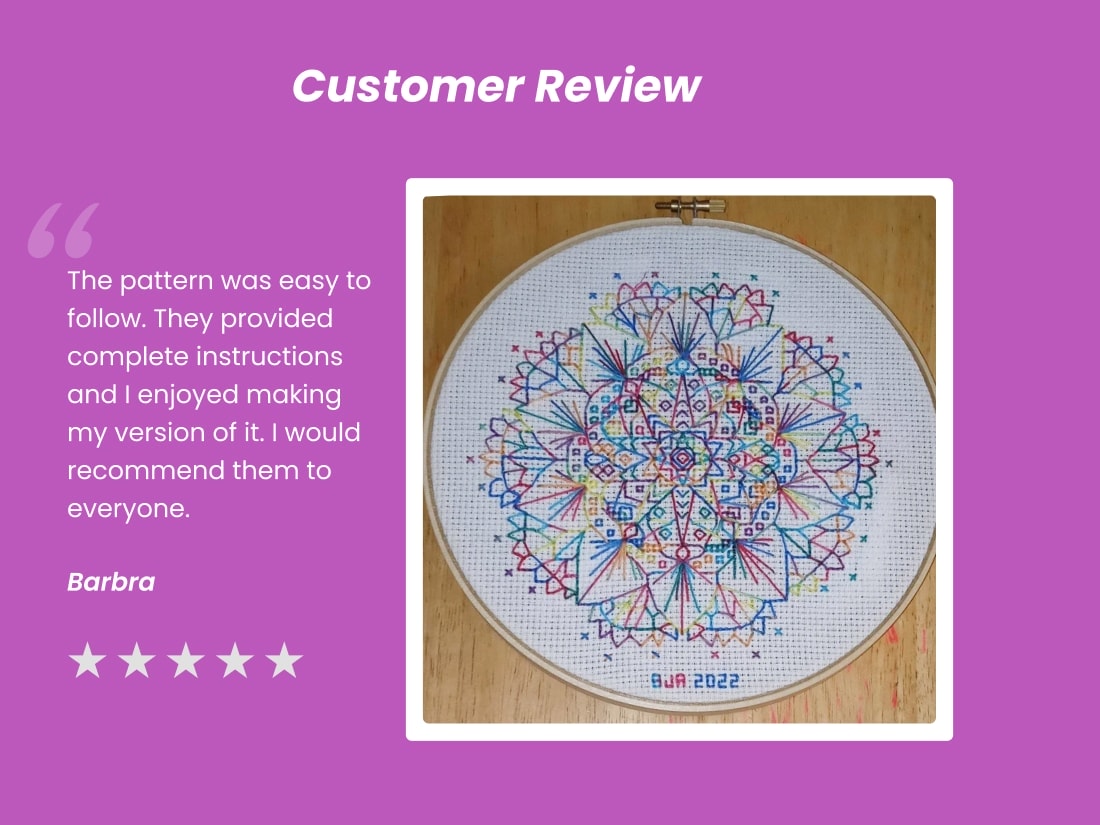 Customer Review
“
The pattern was easy to
follow. They provided
complete instructions
and I enjoyed making
my version of it. I would
recommend them to
everyone.
Barbra
BJA 2022